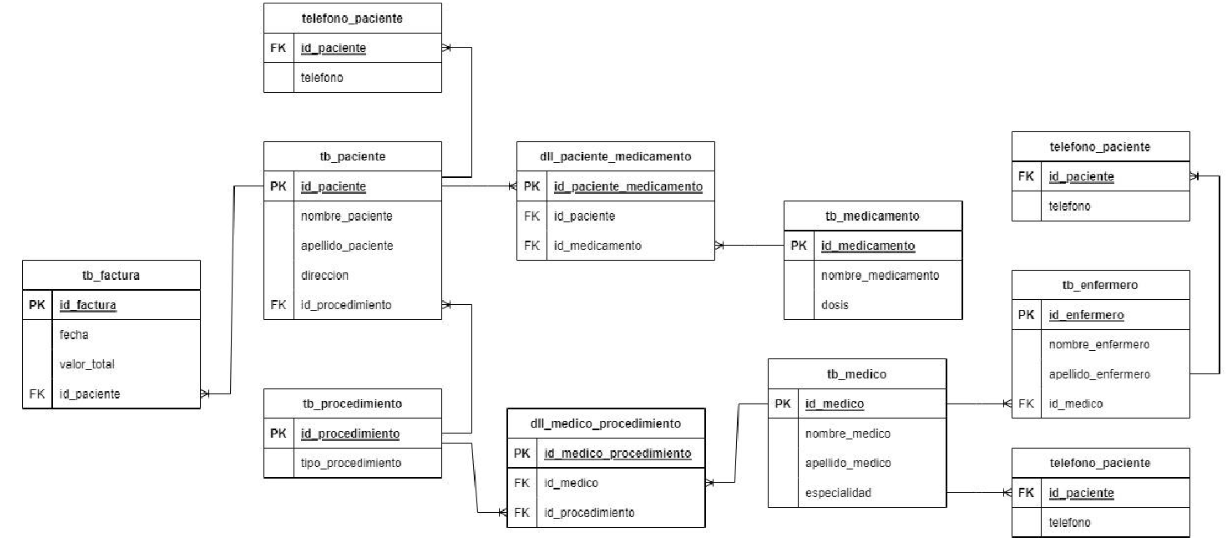 telefono_paciente
FK id_paciente
telefono
tb_paciente
PK id_paciente
nombre_paciente
apellido_paciente
direccion
FK id_procedimiento
dll_paciente_medicamento
PK id_paciente_medicamento
FK id_paciente
FK id_medicamento
tb_medicamento
PK id_medicamento
nombre_medicamento
dosis
telefono_paciente
FK id_paciente
telefono
tb_factura
PK id_factura
fecha
valor_total
FK id_paciente
tb_enfermero
PK id_enfermero
nombre_enfermero
apellido_enfermero
FK id_medico
tb_procedimiento
PK id_procedimiento
tipo_procedimiento
dll_medico_procedimiento
PK id_medico_procedimiento
FK id_medico
FK id_procedimiento
tb_medico
PK id_medico
nombre_medico
apellido_medico
especialidad
telefono_paciente
FK id_paciente
telefono